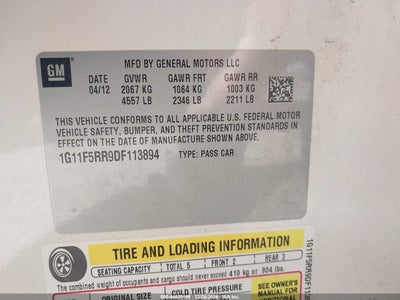 GM
MFD BY GENERAL MOTORS LLC
DATE GVWR GAWR FRT GAWR RR
04/12 2067 KG 1064 KG 1003 KG
4557 LB 2346 LB 2211 LB
THIS VEHICLE CONFORMS TO ALL APPLICABLE U.S. FEDERAL MOTOR
VEHICLE SAFETY, BUMPER, AND THEFT PREVENTION STANDARDS IN
EFFECT ON THE DATE OF MANUFACTURE SHOWN ABOVE.
1G11F5RR9DF113894 TYPE: PASS CAR
TIRE AND LOADING INFORMATION
SEATING CAPACITY TOTAL 5 FRONT 2 REAR 3
The combined weight of occupants and cargo should never exceed 410 kg or 904 lbs.
COLD TIRE PRESSURE
SEE OWNER'S
MANUAL FOR